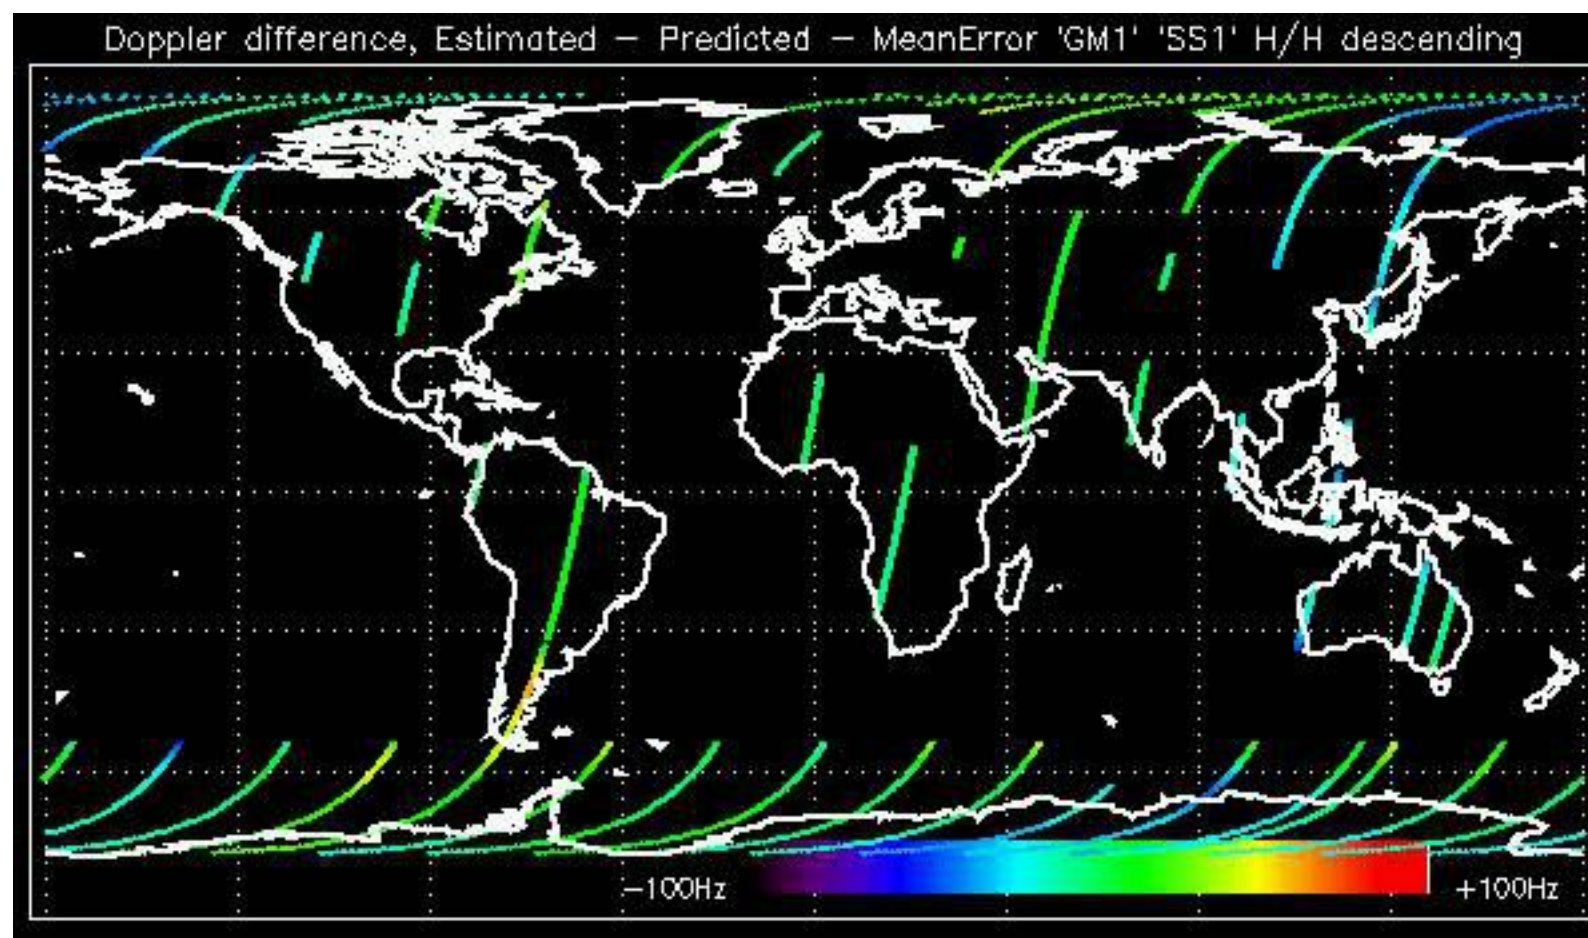 Doppler difference, Estimated – Predicted – MeanError 'GM1' 'SS1' H/H descending
–100Hz
+100Hz